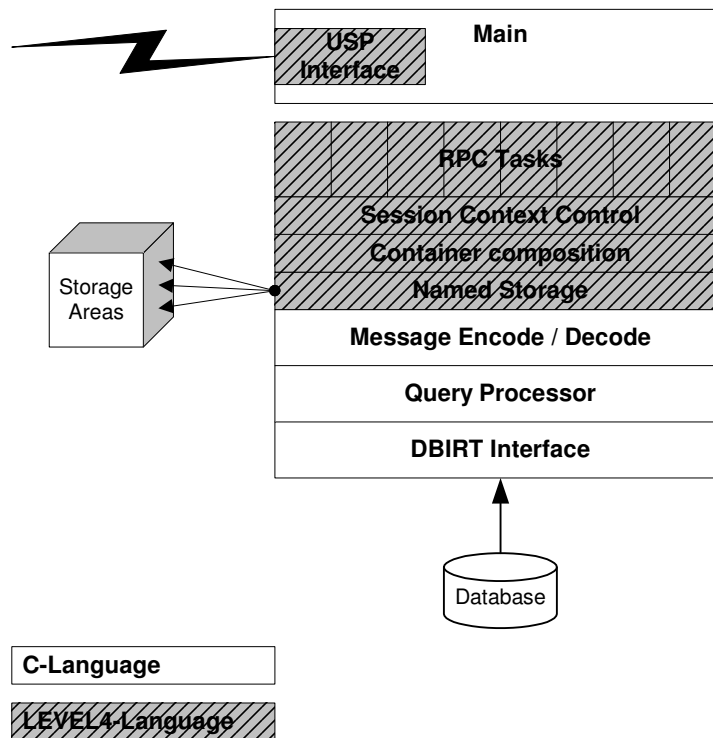 Main
USP
Interface
RPC Tasks
Session Context Control
Container composition
Named Storage
Storage
Areas
Message Encode / Decode
Query Processor
DBIRT Interface
Database
C-Language
LEVEL4-Language